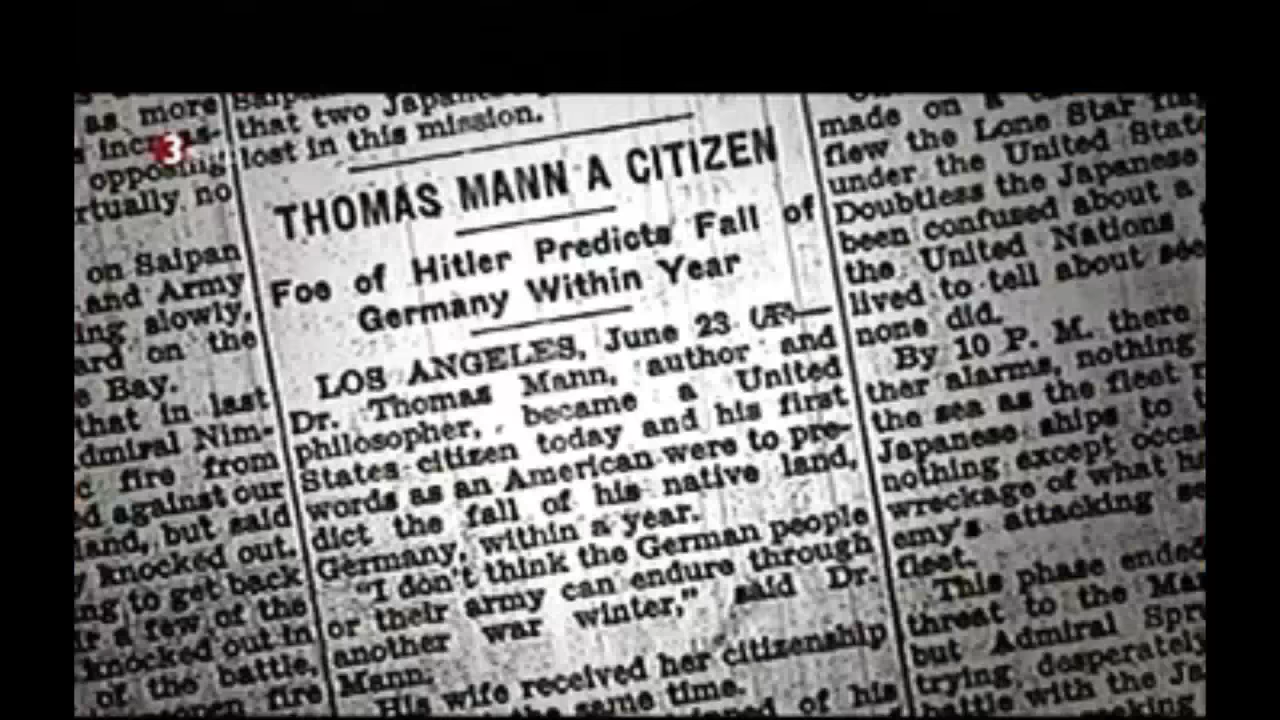 as more
opposing
rtually no
on Saipan
and Army
ing slowly,
ard on the
Bay.
that in last
dmiral Nim-
fire from
against our
land, but said
knocked out.
ng to get back
a few of the
knocked out in
of the battle,
fire
3
that two
lost in this mission.
THOMAS MANN A CITIZEN
Foe of Hitler Predicts Fall of
Germany Within Year
LOS ANGELES, June 23 (AP)—
Dr. Thomas Mann, author and
philosopher, became a United
States citizen today and his first
words as an American were to pre-
dict the fall of his native land,
Germany, within a year.
"I don't think the German people
or their army can endure through
another war winter," said Dr.
Mann.
His wife received her citizenship
the same time.
of his
made on a
flew the Lone Star flag
under the United State
Doubtless the Japanese
been confused about a
the United Nations
lived to tell about
none did.
By 10 P. M. there
ther alarms, nothing
the sea as the fleet
Japanese ships to
nothing except occa
wreckage of what ha
emy's attacking se
fleet.
This phase ended
threat to the Mar
but Admiral Spr
trying desperately
battle with the Ja